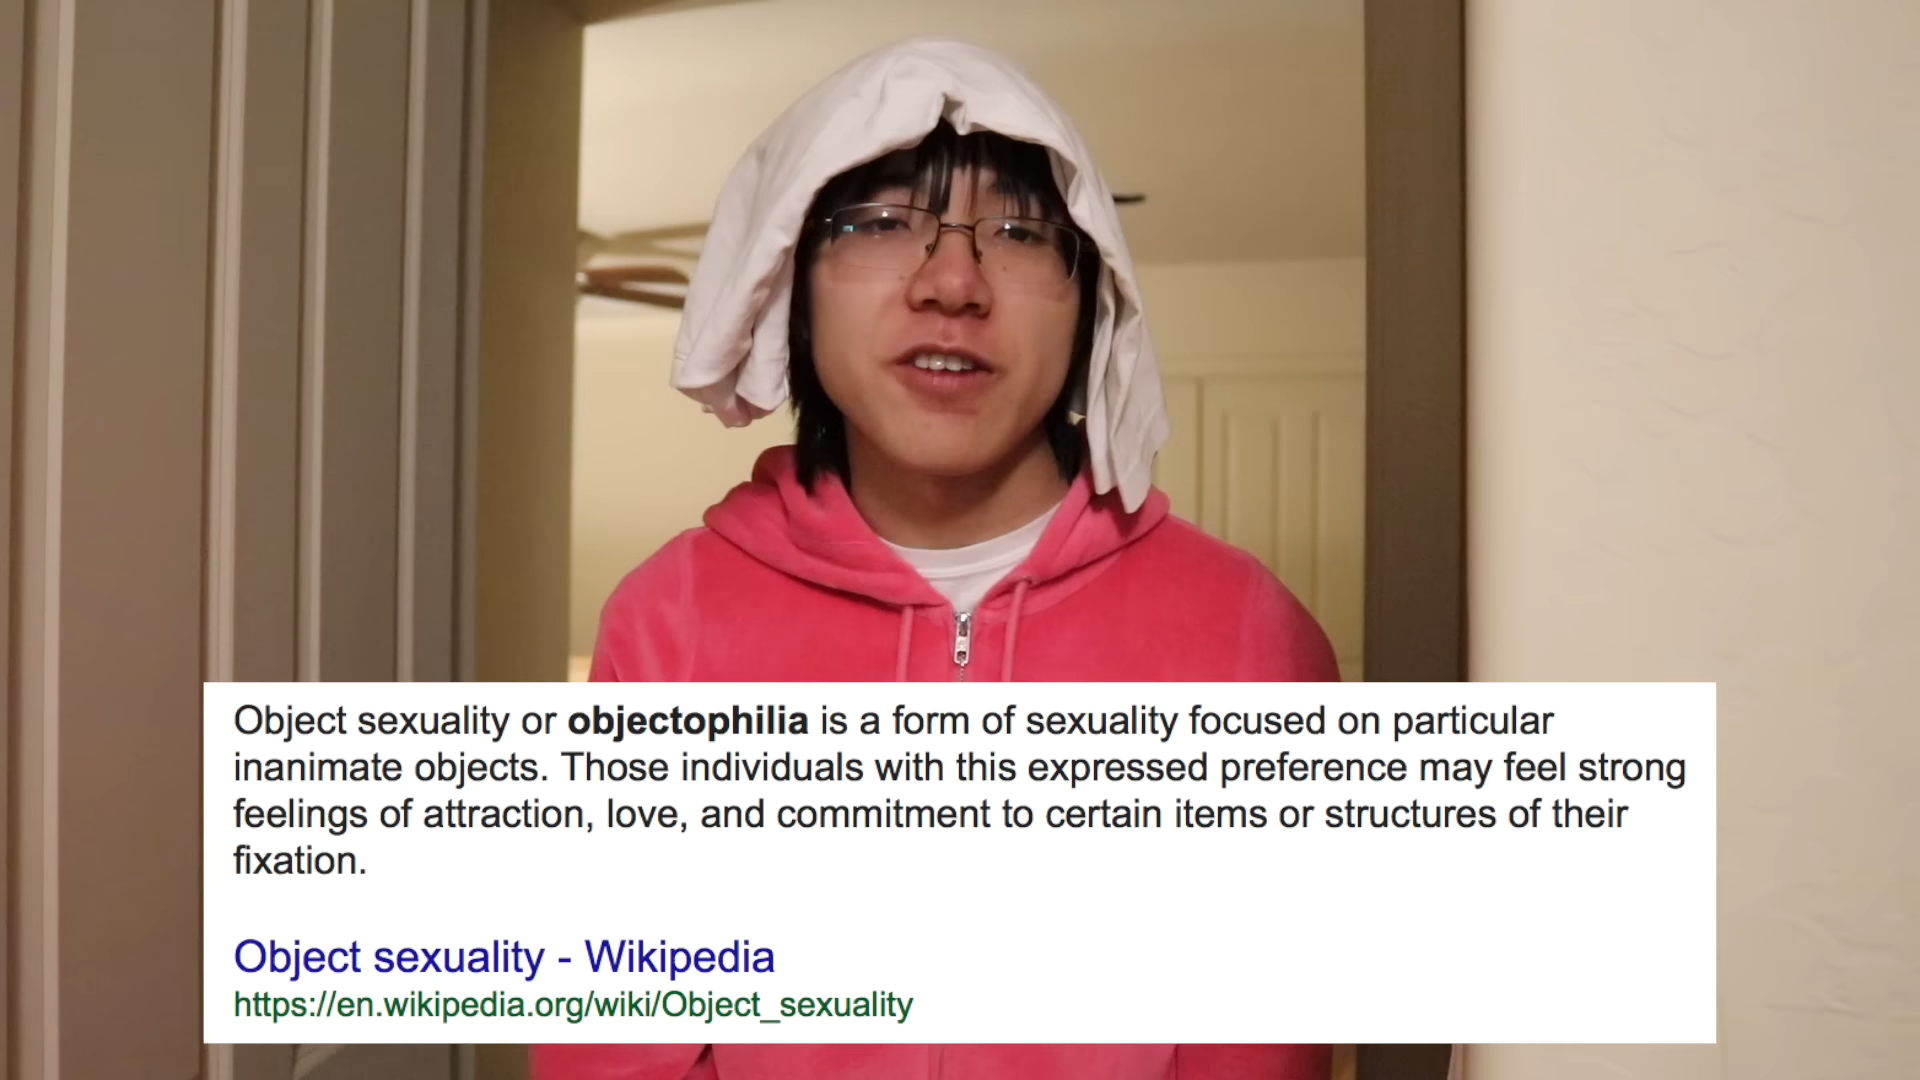 Object sexuality or objectophilia is a form of sexuality focused on particular
inanimate objects. Those individuals with this expressed preference may feel strong
feelings of attraction, love, and commitment to certain items or structures of their
fixation.
Object sexuality - Wikipedia
https://en.wikipedia.org/wiki/Object_sexuality